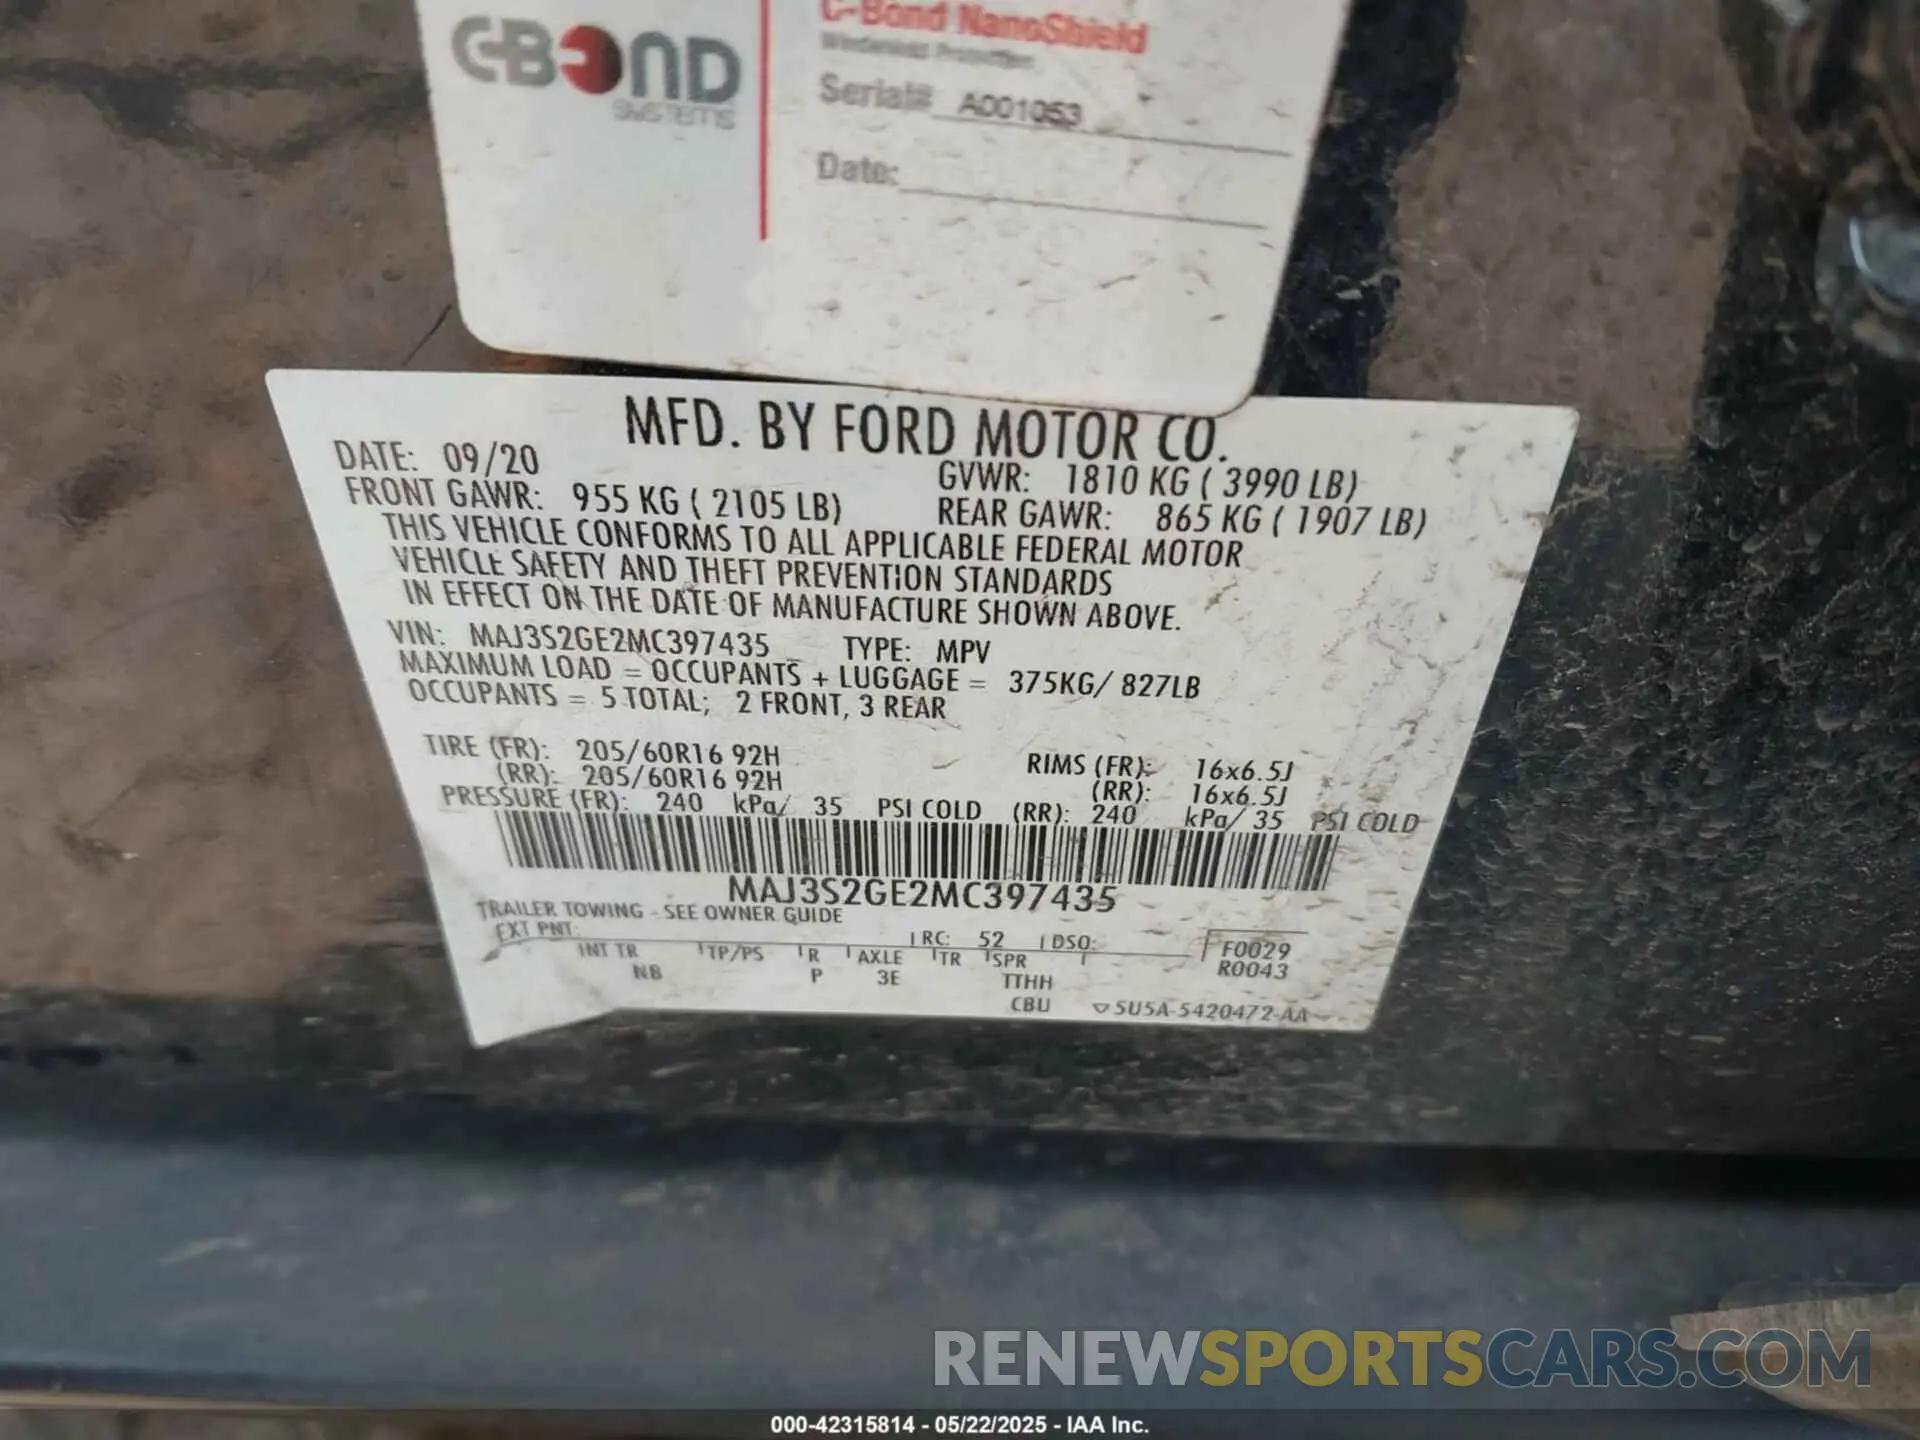 C-BOND
SYSTEMS
C-Bond NanoShield
Windshield Protection
Serial# A001053
Date:
MFD. BY FORD MOTOR CO.
DATE: 09/20
GVWR: 1810 KG ( 3990 LB)
FRONT GAWR: 955 KG ( 2105 LB)
REAR GAWR: 865 KG ( 1907 LB)
THIS VEHICLE CONFORMS TO ALL APPLICABLE FEDERAL MOTOR
VEHICLE SAFETY AND THEFT PREVENTION STANDARDS
IN EFFECT ON THE DATE OF MANUFACTURE SHOWN ABOVE.
VIN: MAJ3S2GE2MC397435 TYPE: MPV
MAXIMUM LOAD = OCCUPANTS + LUGGAGE = 375KG/ 827LB
OCCUPANTS = 5 TOTAL; 2 FRONT, 3 REAR
TIRE (FR): 205/60R16 92H RIMS (FR): 16x6.5J
(RR): 205/60R16 92H (RR): 16x6.5J
PRESSURE (FR): 240 kPa/ 35 PSI COLD (RR): 240 kPa/ 35 PSI COLD
MAJ3S2GE2MC397435
TRAILER TOWING - SEE OWNER GUIDE
EXT PNT: RC: 52 DSO: F0029
INT TR TP/PS R AXLE TR SPR R0043
NB P 3E TTHH
CBU ▽5U5A-5420472-AA
RENEWSPORTSCARS.COM
000-42315814 - 05/22/2025 - IAA Inc.